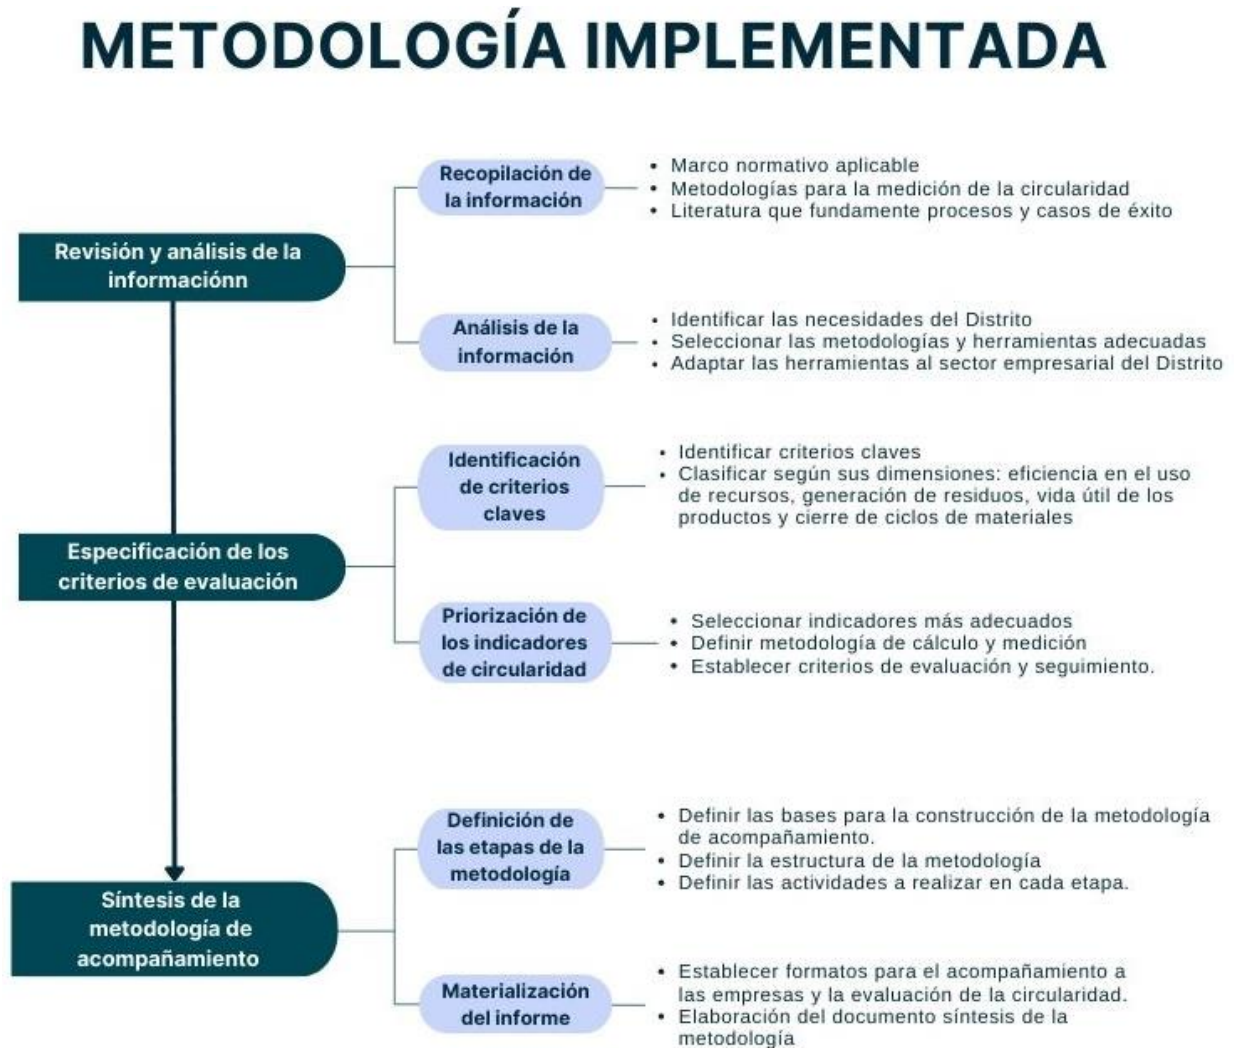 METODOLOGÍA IMPLEMENTADA
Revisión y análisis de la
informaciónn
Recopilación de
la información
• Marco normativo aplicable
• Metodologías para la medición de la circularidad
• Literatura que fundamente procesos y casos de éxito
Análisis de la
información
• Identificar las necesidades del Distrito
• Seleccionar las metodologías y herramientas adecuadas
• Adaptar las herramientas al sector empresarial del Distrito
Especificación de los
criterios de evaluación
Identificación
de criterios
claves
• Identificar criterios claves
• Clasificar según sus dimensiones: eficiencia en el uso
de recursos, generación de residuos, vida útil de los
productos y cierre de ciclos de materiales
Priorización de
los indicadores
de circularidad
• Seleccionar indicadores más adecuados
• Definir metodología de cálculo y medición
• Establecer criterios de evaluación y seguimiento.
Síntesis de la
metodología de
acompañamiento
Definición de
las etapas de la
metodología
• Definir las bases para la construcción de la metodología
de acompañamiento.
• Definir la estructura de la metodología
• Definir las actividades a realizar en cada etapa.
Materialización
del informe
• Establecer formatos para el acompañamiento a
las empresas y la evaluación de la circularidad.
• Elaboración del documento síntesis de la
metodología